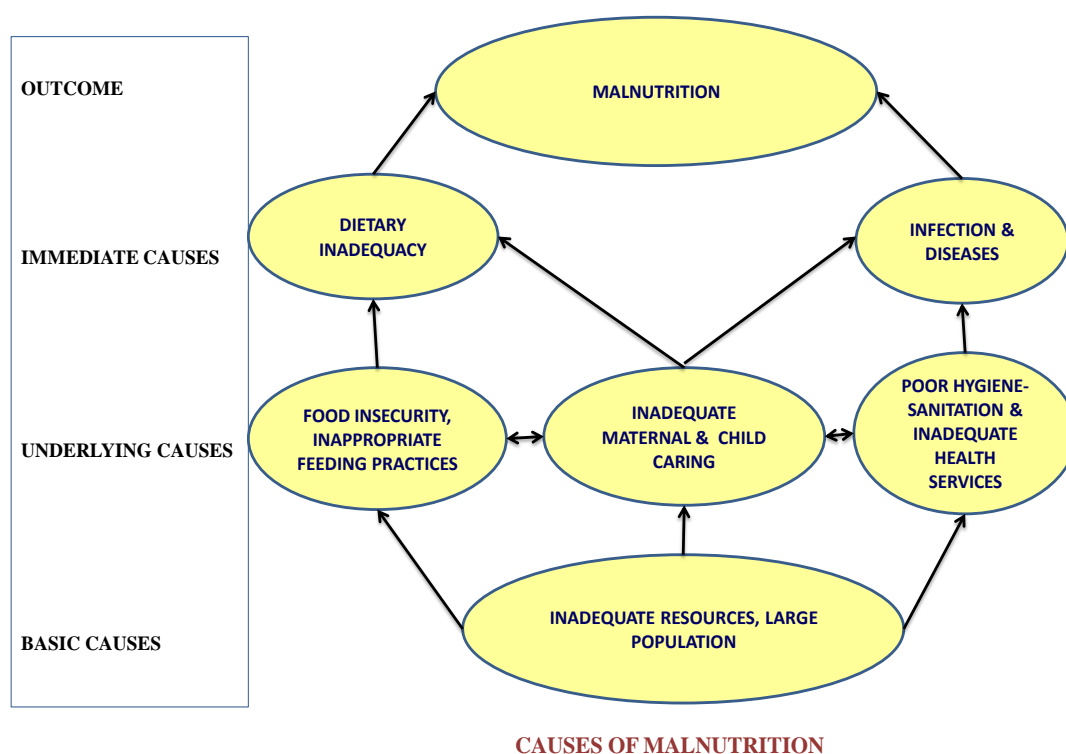 OUTCOME
MALNUTRITION
IMMEDIATE CAUSES
DIETARY
INADEQUACY
INFECTION &
DISEASES
UNDERLYING CAUSES
FOOD INSECURITY,
INAPPROPRIATE
FEEDING PRACTICES
INADEQUATE
MATERNAL & CHILD
CARING
POOR HYGIENE-
SANITATION &
INADEQUATE
HEALTH
SERVICES
BASIC CAUSES
INADEQUATE RESOURCES, LARGE
POPULATION
CAUSES OF MALNUTRITION